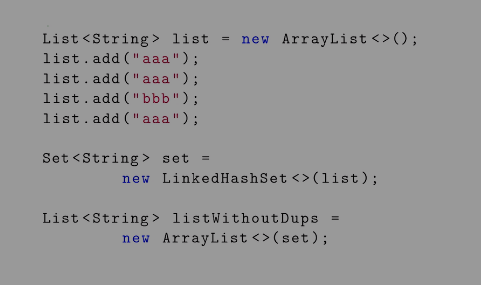 List<String> list = new ArrayList<>();
list.add("aaa");
list.add("aaa");
list.add("bbb");
list.add("aaa");
Set<String> set =
new LinkedHashSet<>(list);
List<String> listWithoutDups =
new ArrayList<>(set);